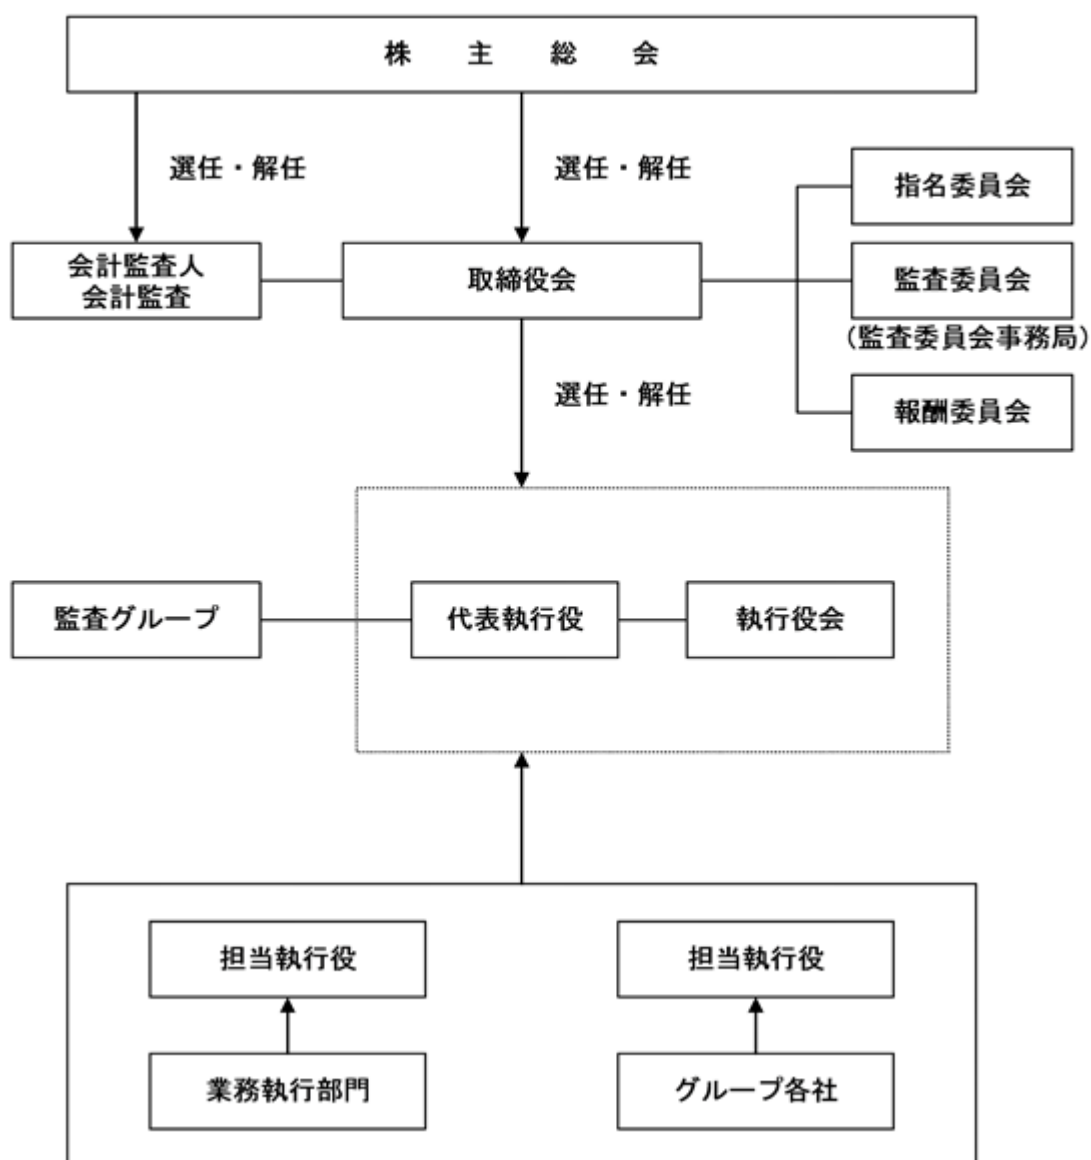 株主総会
選任・解任
選任・解任
指名委員会
会計監査人
会計監査
取締役会
監査委員会
(監査委員会事務局)
選任・解任
報酬委員会
監査グループ
代表執行役
執行役会
担当執行役
担当執行役
業務執行部門
グループ各社